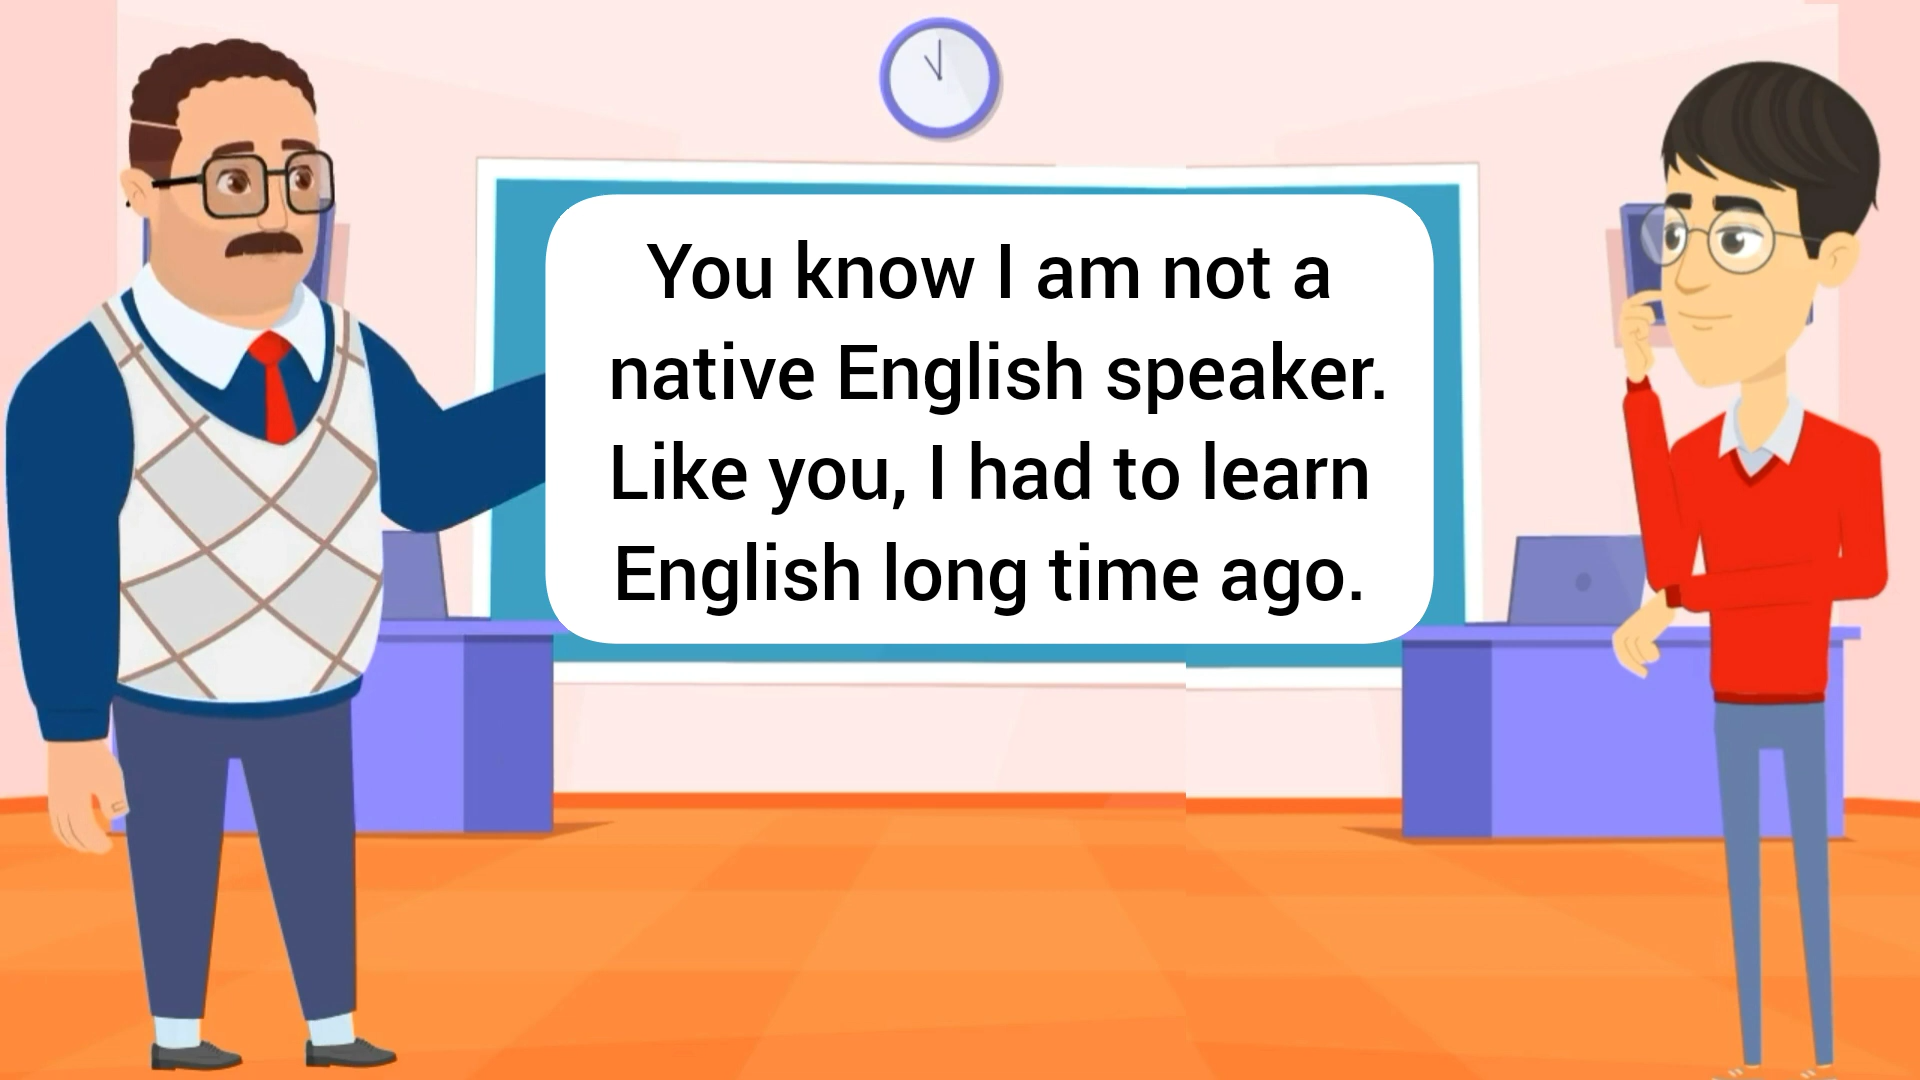 You know I am not a
native English speaker.
Like you, I had to learn
English long time ago.